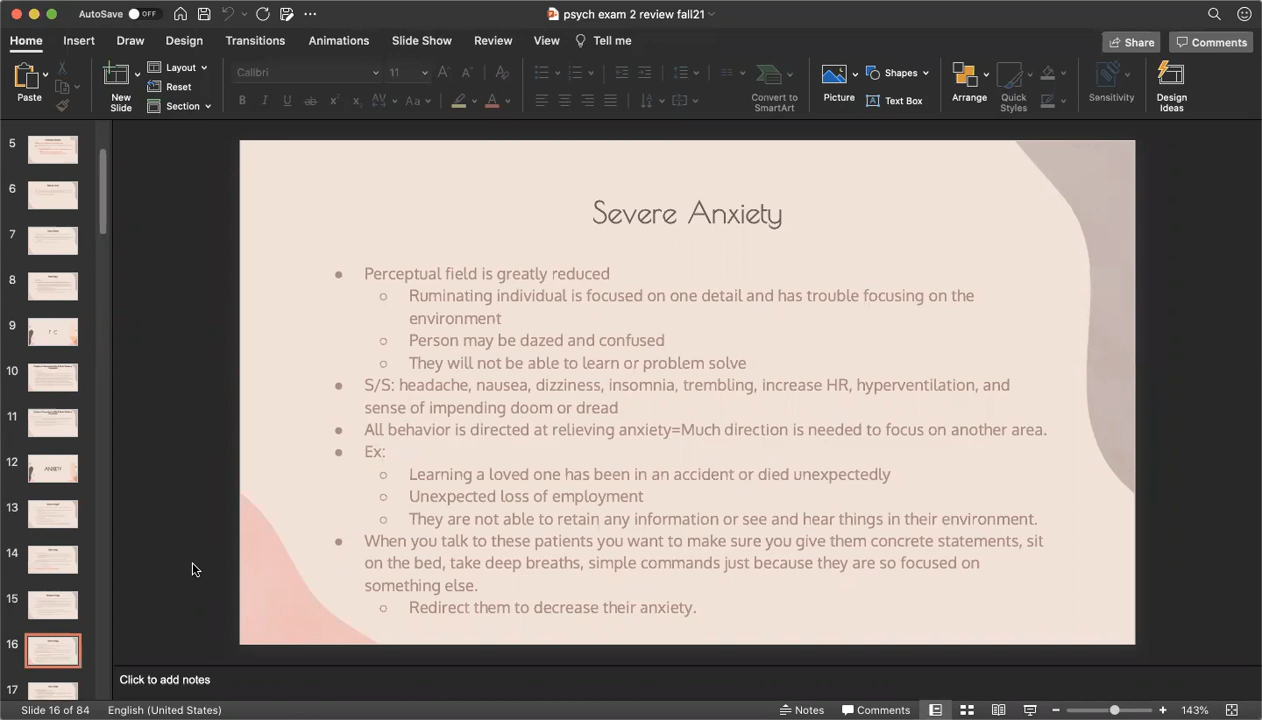 AutoSave OFF psych exam 2 review fall21
Home Insert Draw Design Transitions Animations Slide Show Review View Tell me Share Comments
Paste New Slide Layout Reset Section Calibri 11 Convert to SmartArt Picture Shapes Text Box Arrange Quick Styles Sensitivity Design Ideas
5
6
7
8
9
10
11
12 ANXIETY
13
14
15
16
17
Severe Anxiety
● Perceptual field is greatly reduced
○ Ruminating individual is focused on one detail and has trouble focusing on the
environment
○ Person may be dazed and confused
○ They will not be able to learn or problem solve
● S/S: headache, nausea, dizziness, insomnia, trembling, increase HR, hyperventilation, and
sense of impending doom or dread
● All behavior is directed at relieving anxiety=Much direction is needed to focus on another area.
● Ex:
○ Learning a loved one has been in an accident or died unexpectedly
○ Unexpected loss of employment
○ They are not able to retain any information or see and hear things in their environment.
● When you talk to these patients you want to make sure you give them concrete statements, sit
on the bed, take deep breaths, simple commands just because they are so focused on
something else.
○ Redirect them to decrease their anxiety.
Click to add notes
Slide 16 of 84 English (United States) Notes Comments 143%